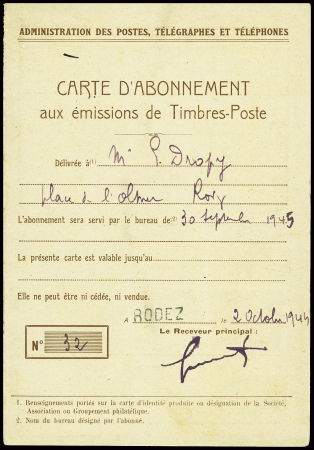 ADMINISTRATION DES POSTES, TÉLÉGRAPHES ET TÉLÉPHONES
CARTE D'ABONNEMENT
aux émissions de Timbres-Poste
Délivrée à(1) Mr
place de l'
L'abonnement sera servi par le bureau de(2) 30 Septembre 1945
La présente carte est valable jusqu'au
Elle ne peut être ni cédée, ni vendue.
A RODEZ, le 2 Octobre 1944
Le Receveur principal :
N° 32
1. Renseignements portés sur la carte d'identité produite ou désignation de la Société,
Association ou Groupement philatélique.
2. Nom du bureau désigné par l'abonné.